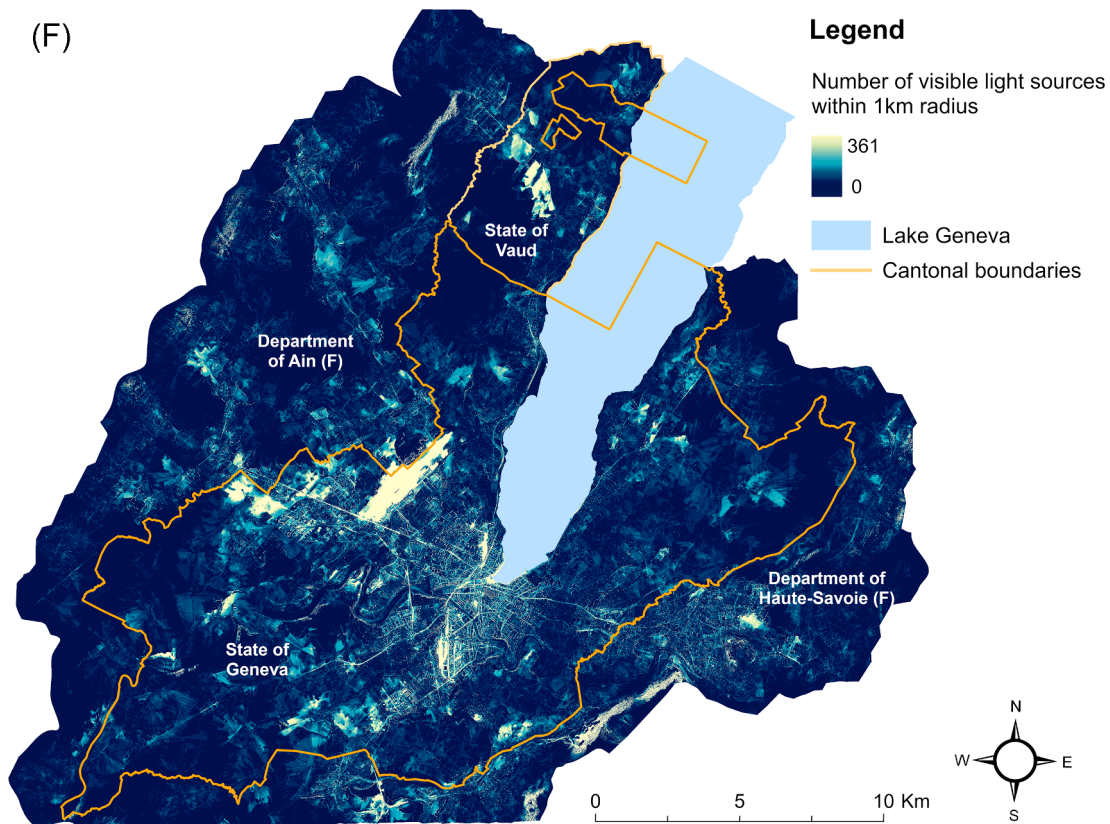 (F)
Legend
Number of visible light sources
within 1km radius
361
0
Lake Geneva
Cantonal boundaries
State of
Vaud
Department
of Ain (F)
Department of
Haute-Savoie (F)
State of
Geneva
N
W
E
S
0
5
10 Km